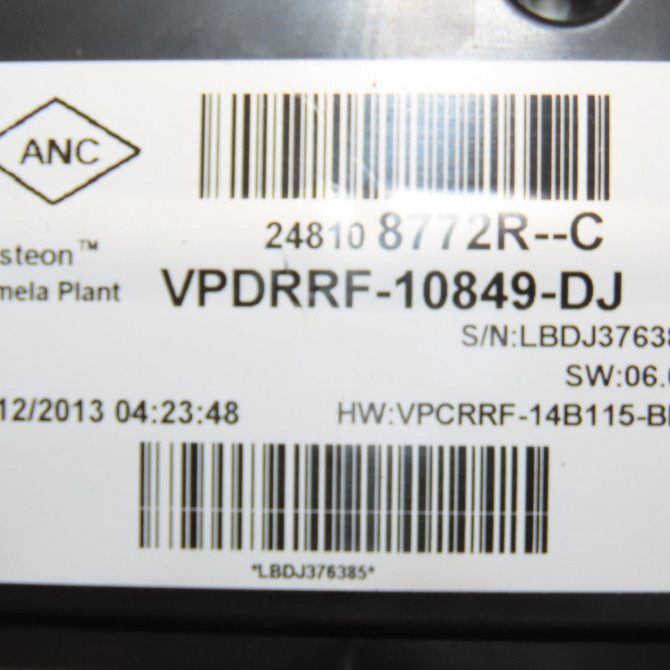 ANC
24810 8772R--C
steon™
mela Plant
VPDRRF-10849-DJ
S/N:LBDJ37638
SW:06.
12/2013 04:23:48
HW:VPCRRF-14B115-B
*LBDJ376385*